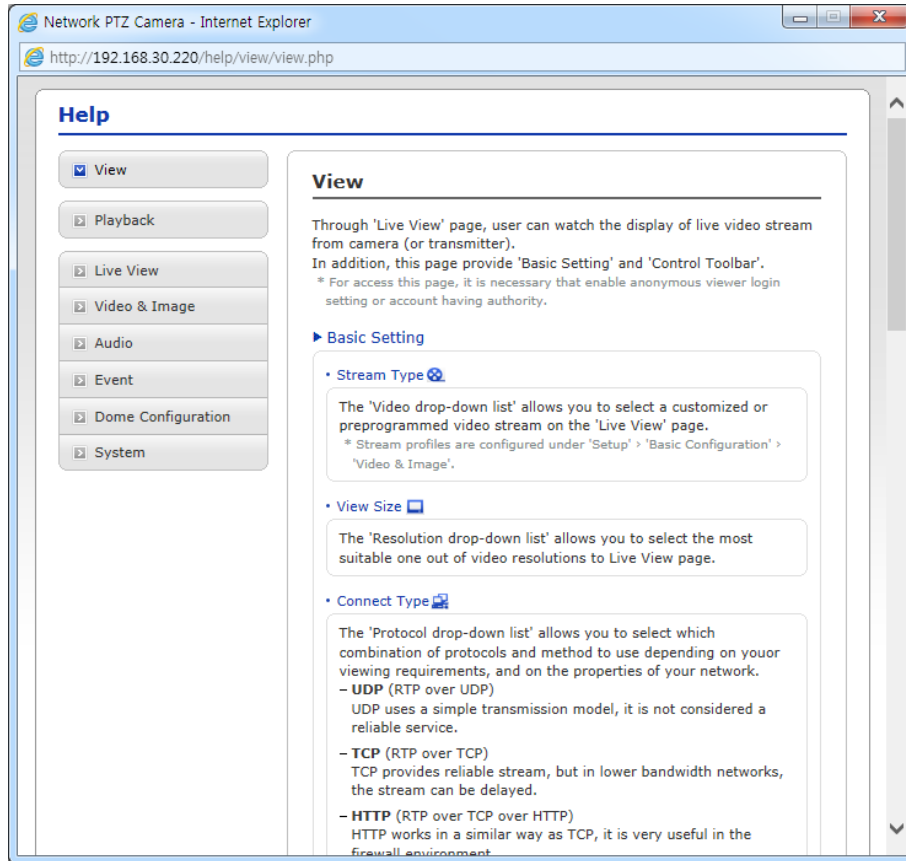 Network PTZ Camera - Internet Explorer
http://192.168.30.220/help/view/view.php
Help
View
Playback
Live View
Video & Image
Audio
Event
Dome Configuration
System
View
Through 'Live View' page, user can watch the display of live video stream
from camera (or transmitter).
In addition, this page provide 'Basic Setting' and 'Control Toolbar'.
* For access this page, it is necessary that enable anonymous viewer login
setting or account having authority.
Basic Setting
• Stream Type
The 'Video drop-down list' allows you to select a customized or
preprogrammed video stream on the 'Live View' page.
* Stream profiles are configured under 'Setup' > 'Basic Configuration' >
'Video & Image'.
• View Size
The 'Resolution drop-down list' allows you to select the most
suitable one out of video resolutions to Live View page.
• Connect Type
The 'Protocol drop-down list' allows you to select which
combination of protocols and method to use depending on youor
viewing requirements, and on the properties of your network.
– UDP (RTP over UDP)
UDP uses a simple transmission model, it is not considered a
reliable service.
– TCP (RTP over TCP)
TCP provides reliable stream, but in lower bandwidth networks,
the stream can be delayed.
– HTTP (RTP over TCP over HTTP)
HTTP works in a similar way as TCP, it is very useful in the
firewall environment